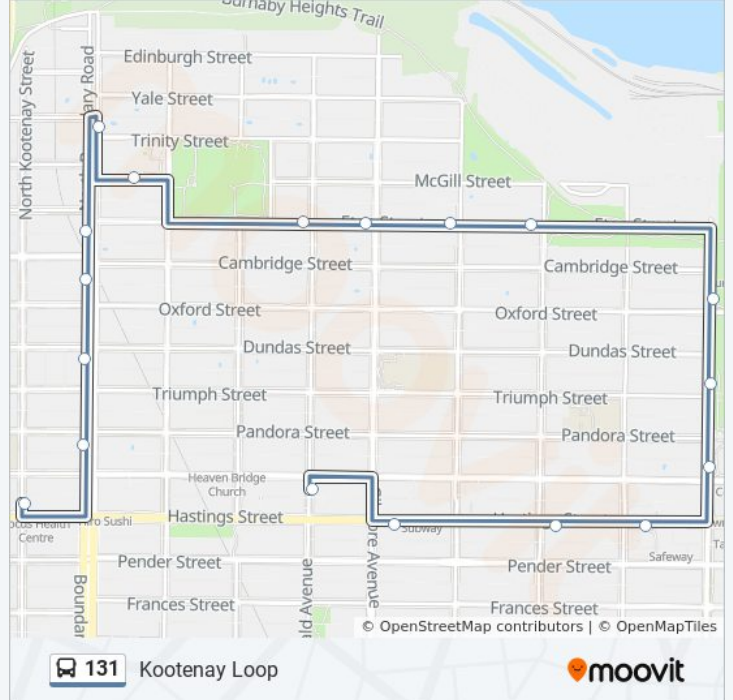 Burnaby Heights Trail
North Kootenay Street
Edinburgh Street
Yale Street
Trinity Street
McGill Street
Cambridge Street
Cambridge Street
Oxford Street
Oxford Street
Dundas Street
Dundas Street
Triumph Street
Triumph Street
Pandora Street
Pandora Street
Heaven Bridge
Church
Hastings Street
Subway
Centre
Pender Street
Pender Street
Safeway
Frances Street
Frances Street
© OpenStreetMap contributors | © OpenMapTiles
131 Kootenay Loop
moovit